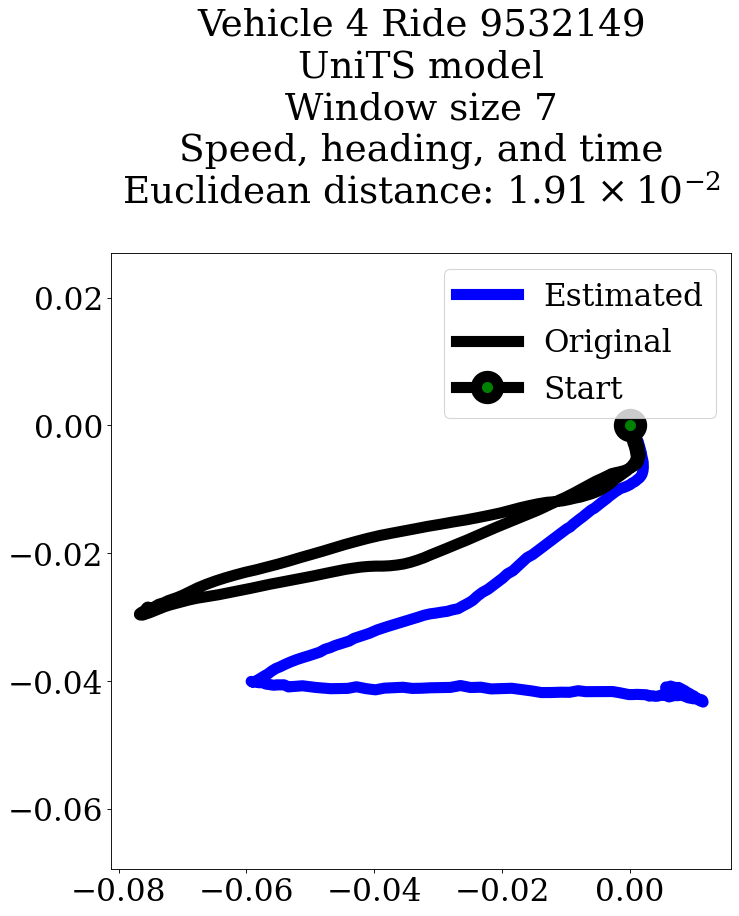 Vehicle 4 Ride 9532149
UniTS model
Window size 7
Speed, heading, and time
Euclidean distance: 1.91 × 10⁻²
Estimated
Original
Start
0.02
0.00
−0.02
−0.04
−0.06
−0.08 −0.06 −0.04 −0.02 0.00